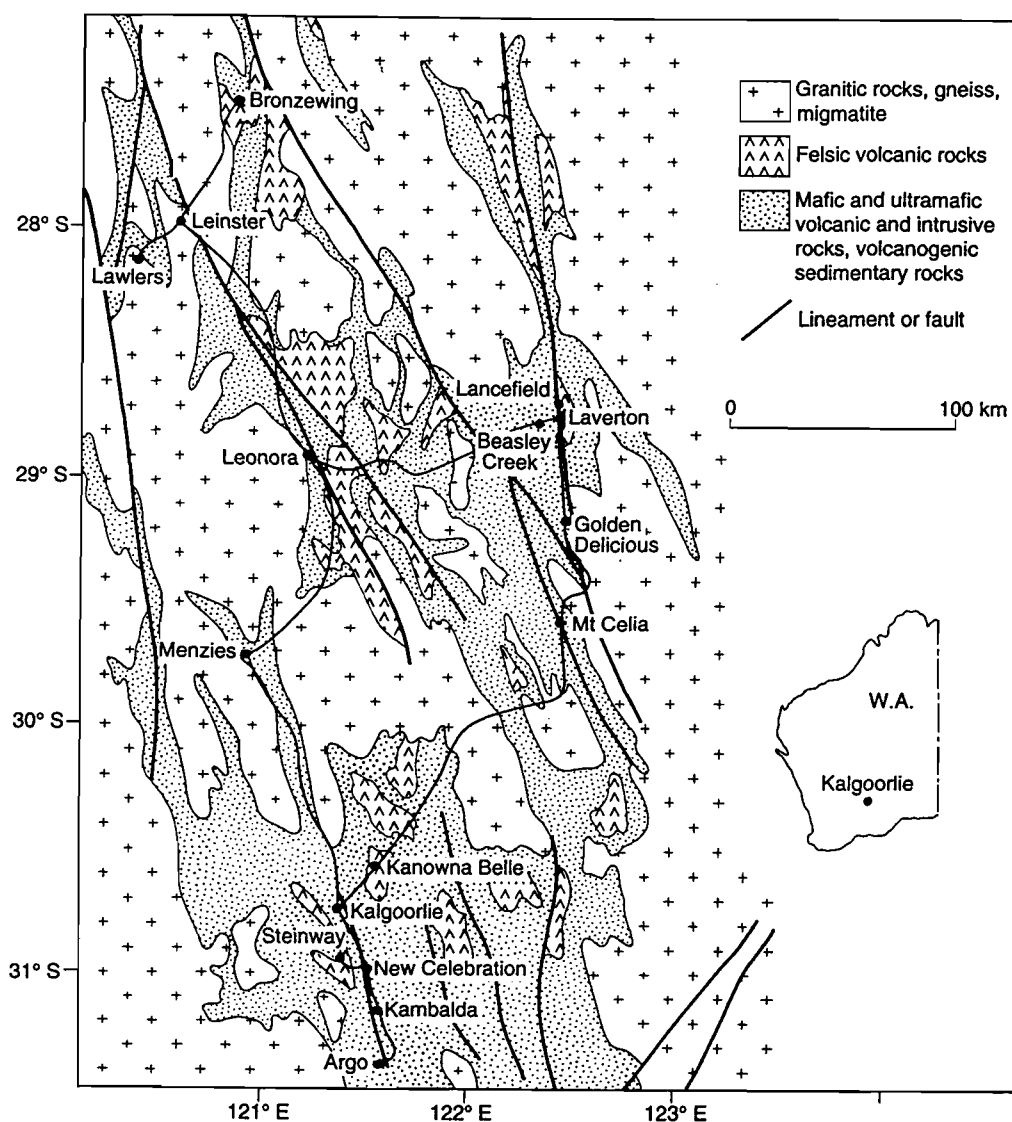 Granitic rocks, gneiss,
migmatite
Felsic volcanic rocks
Mafic and ultramafic
volcanic and intrusive
rocks, volcanogenic
sedimentary rocks
Lineament or fault
0 100 km
Bronzewing
28° S
Leinster
Lawlers
Lancefield
Laverton
Beasley
Creek
Leonora
29° S
Golden
Delicious
Mt Celia
Menzies
30° S
W.A.
Kalgoorlie
Kanowna Belle
Kalgoorlie
Steinway
31° S
New Celebration
Kambalda
Argo
121° E
122° E
123° E